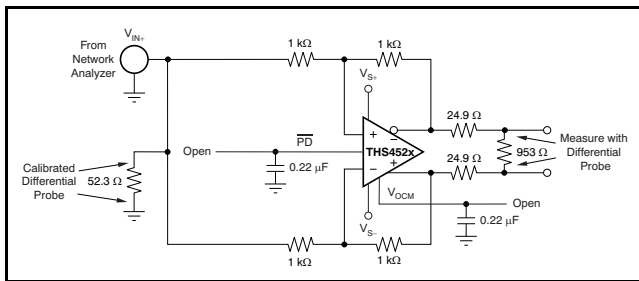 V_IN+
From
Network
Analyzer
1 kΩ
1 kΩ
V_S+
PD
Open
0.22 µF
THS452x
24.9 Ω
24.9 Ω
953 Ω
Measure with
Differential
Probe
Calibrated
Differential
Probe
52.3 Ω
V_OCM
Open
0.22 µF
V_S−
1 kΩ
1 kΩ
+
−
−
+